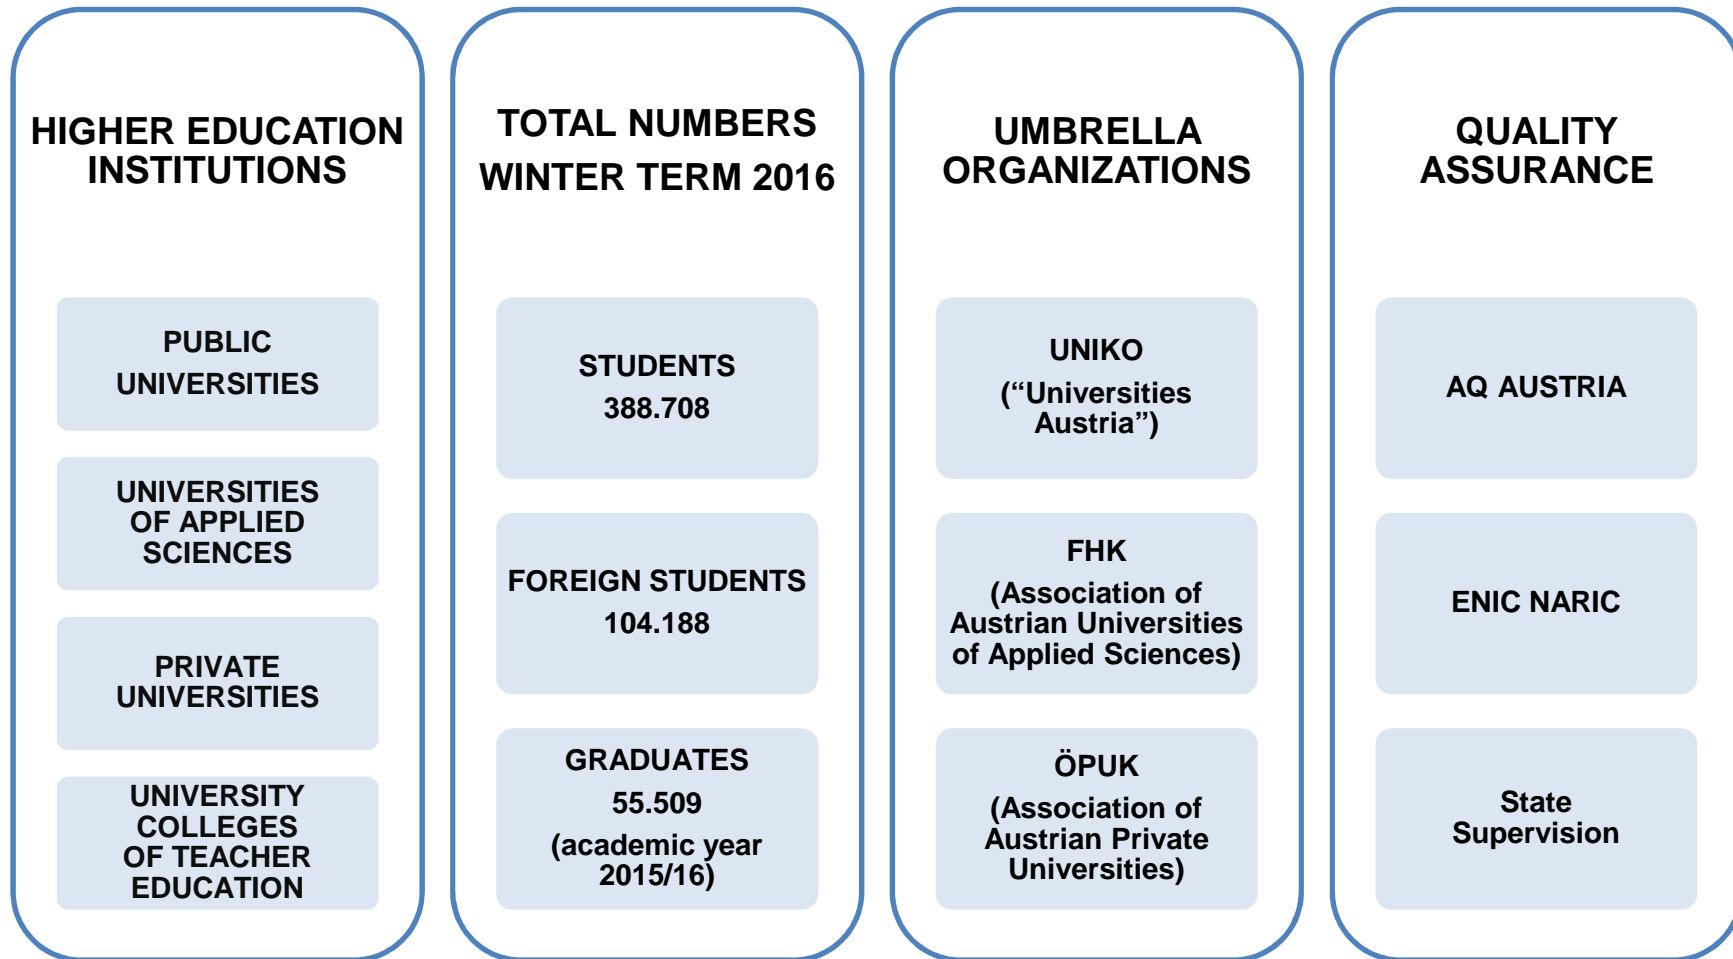 HIGHER EDUCATION
INSTITUTIONS
PUBLIC
UNIVERSITIES
UNIVERSITIES
OF APPLIED
SCIENCES
PRIVATE
UNIVERSITIES
UNIVERSITY
COLLEGES
OF TEACHER
EDUCATION
TOTAL NUMBERS
WINTER TERM 2016
STUDENTS
388.708
FOREIGN STUDENTS
104.188
GRADUATES
55.509
(academic year
2015/16)
UMBRELLA
ORGANIZATIONS
UNIKO
(“Universities
Austria”)
FHK
(Association of
Austrian Universities
of Applied Sciences)
ÖPUK
(Association of
Austrian Private
Universities)
QUALITY
ASSURANCE
AQ AUSTRIA
ENIC NARIC
State
Supervision